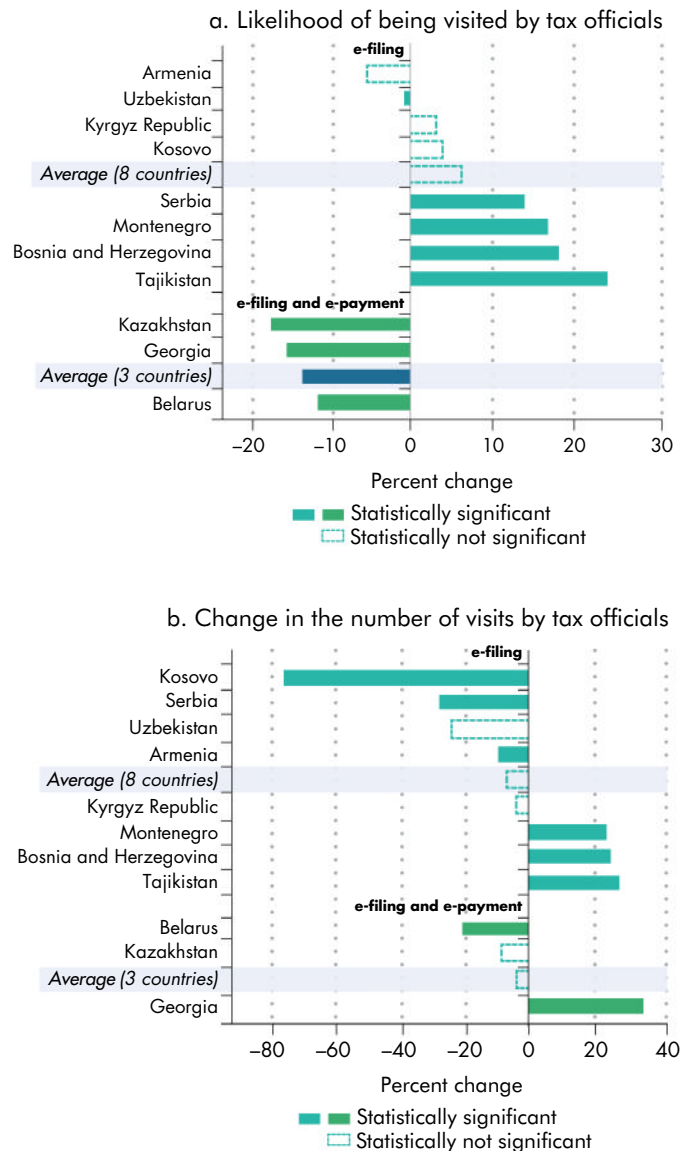 a. Likelihood of being visited by tax officials
e-filing
Armenia
Uzbekistan
Kyrgyz Republic
Kosovo
Average (8 countries)
Serbia
Montenegro
Bosnia and Herzegovina
Tajikistan
e-filing and e-payment
Kazakhstan
Georgia
Average (3 countries)
Belarus
–20 –10 0 10 20 30
Percent change
Statistically significant
Statistically not significant
b. Change in the number of visits by tax officials
e-filing
Kosovo
Serbia
Uzbekistan
Armenia
Average (8 countries)
Kyrgyz Republic
Montenegro
Bosnia and Herzegovina
Tajikistan
e-filing and e-payment
Belarus
Kazakhstan
Average (3 countries)
Georgia
–80 –60 –40 –20 0 20 40
Percent change
Statistically significant
Statistically not significant